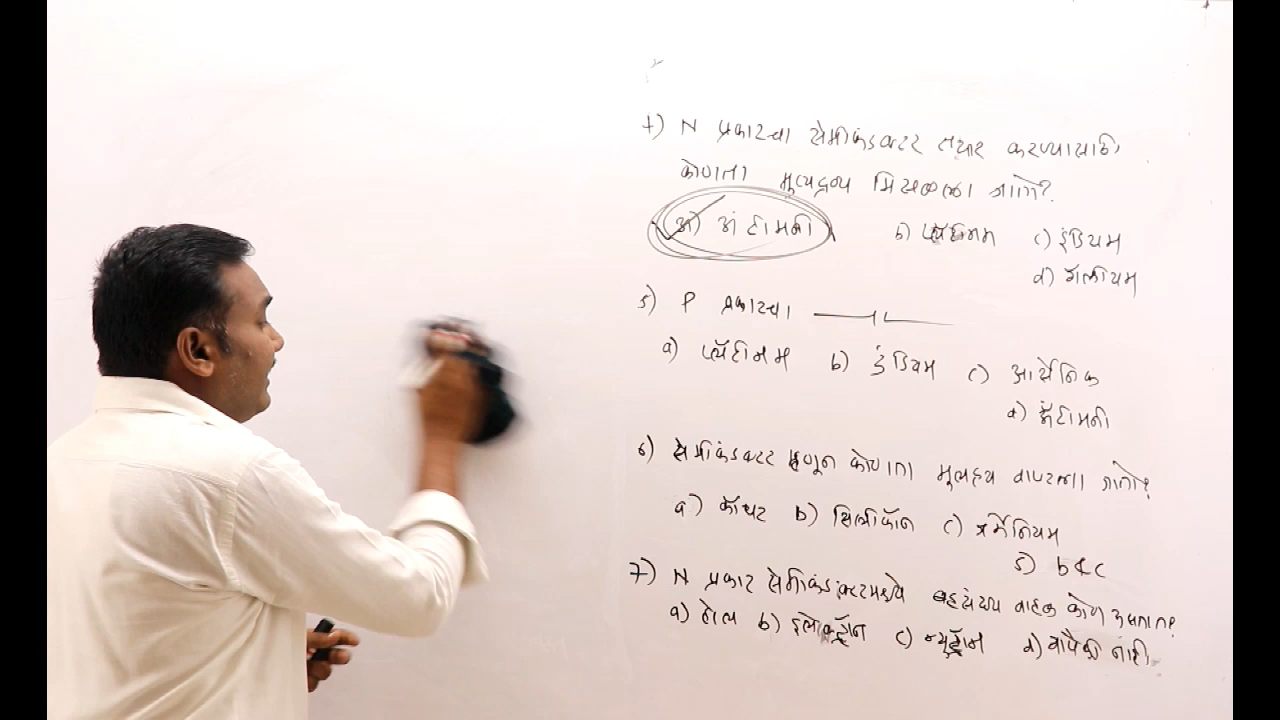 4) N प्रकारचा सेमीकंडक्टर तयार करण्यासाठी
कोणता मुल्यद्रव्य मिसळला जातो?
अ) अंटीमनी b) प्लॅटीनम c) इंडियम
d) गॅलीयम
5) P प्रकारचा
a) प्लॅटीनम b) इंडियम c) आर्सेनिक
d) अँटीमनी
6) सेमीकंडक्टर म्हणून कोणता मुलद्रव्य वापरला जातो?
a) कॉपर b) सिलीकॉन c) जर्मेनियम
5) b & c
7) N प्रकार सेमीकंडक्टरमध्ये बहुसंख्य वाहक कोण असतात?
a) होल b) इलेक्ट्रॉन c) न्युट्रॉन d) यापैकी नाही